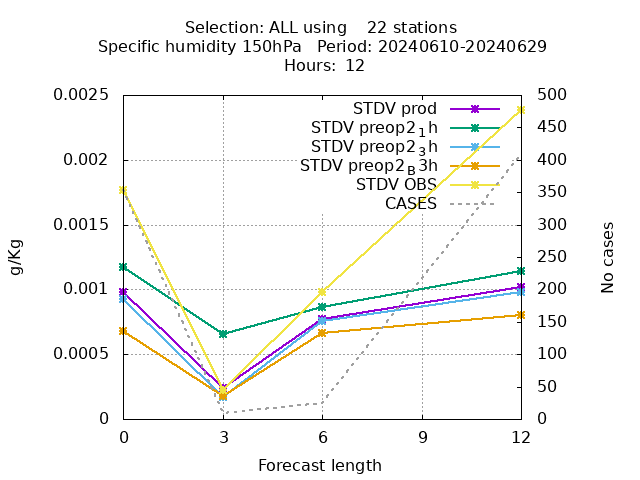 Selection: ALL using    22 stations
Specific humidity 150hPa   Period: 20240610-20240629
Hours: 12
0.0025
0.002
0.0015
0.001
0.0005
0
g/Kg
STDV prod
STDV preop2₁h
STDV preop2₃h
STDV preop2_B3h
STDV OBS
CASES
500
450
400
350
300
250
200
150
100
50
0
No cases
0 3 6 9 12
Forecast length